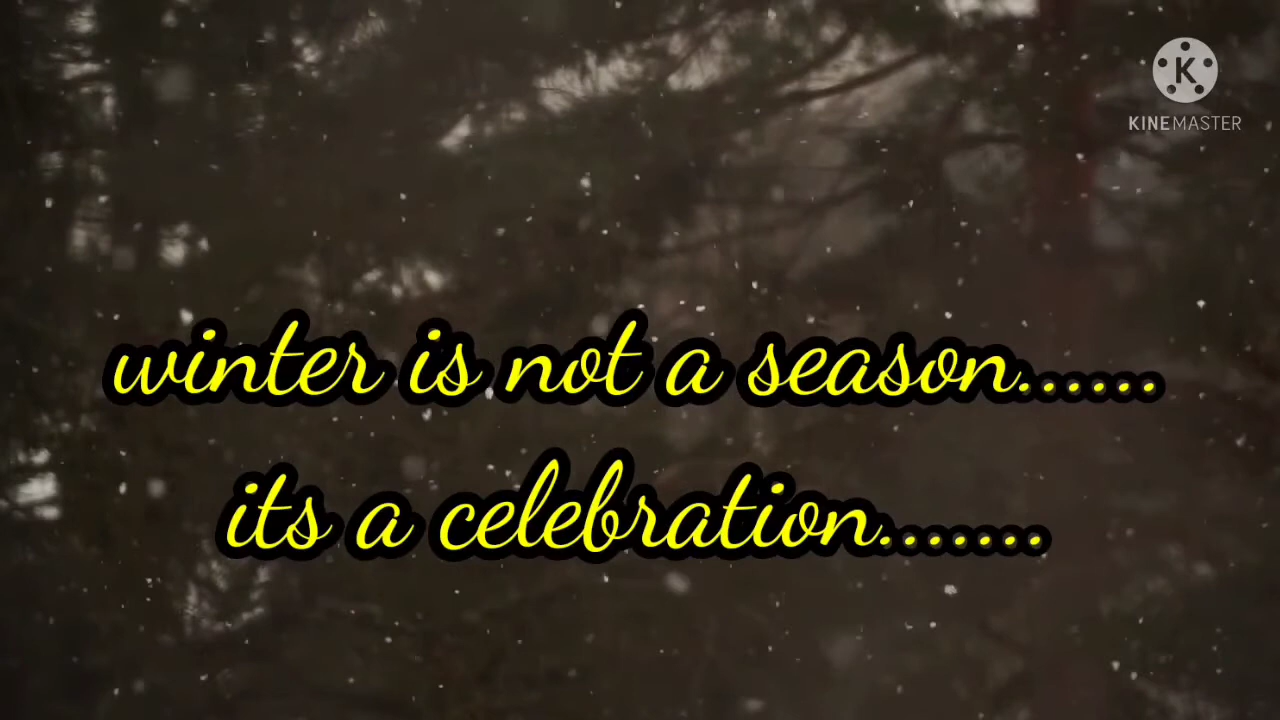 K
KINEMASTER
winter is not a season......
its a celebration.......